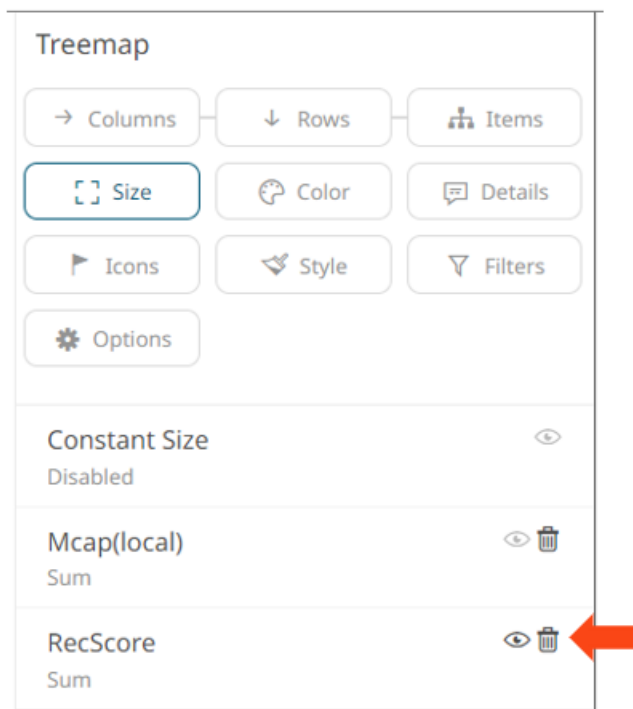 Treemap
Columns Rows Items
Size Color Details
Icons Style Filters
Options
Constant Size
Disabled
Mcap(local)
Sum
RecScore
Sum